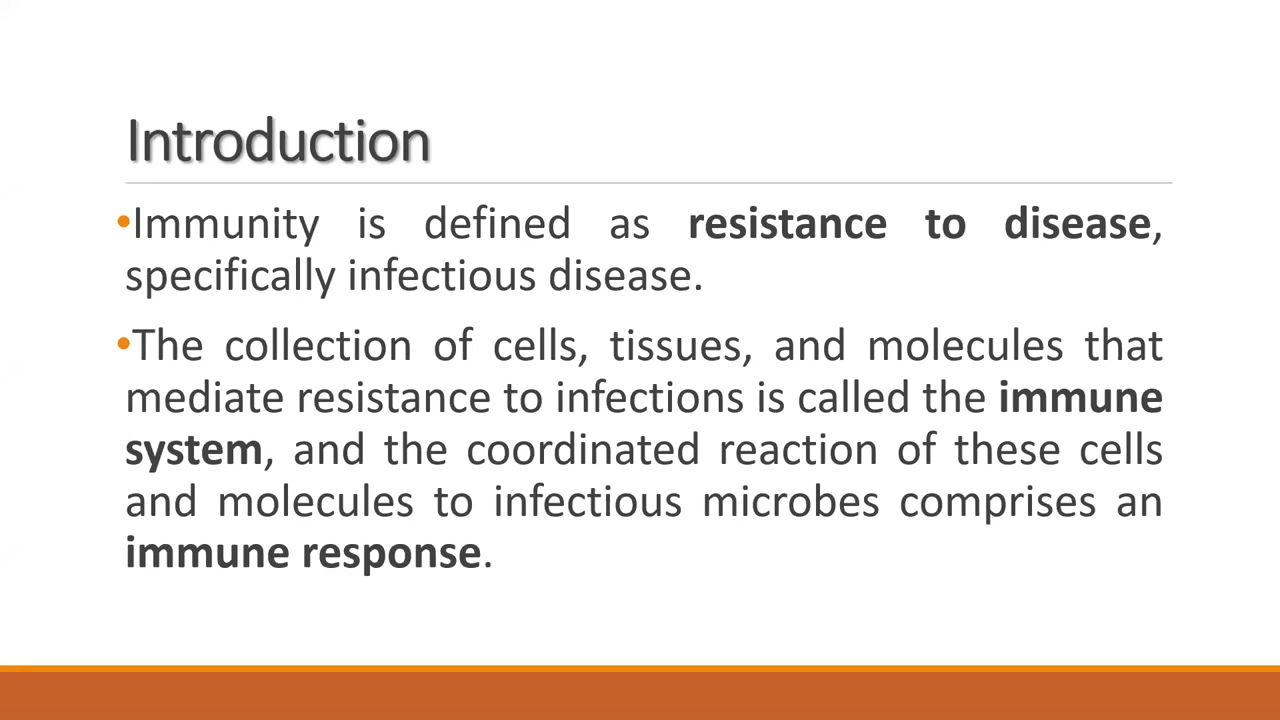 Introduction
•Immunity is defined as resistance to disease,
specifically infectious disease.
•The collection of cells, tissues, and molecules that
mediate resistance to infections is called the immune
system, and the coordinated reaction of these cells
and molecules to infectious microbes comprises an
immune response.